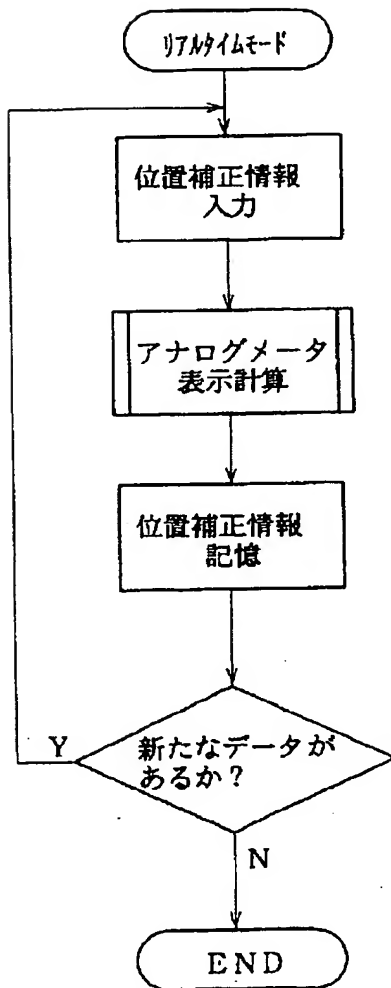 リアルタイムモード
位置補正情報
入力
アナログメータ
表示計算
位置補正情報
記憶
新たなデータが
あるか？
Y
N
END